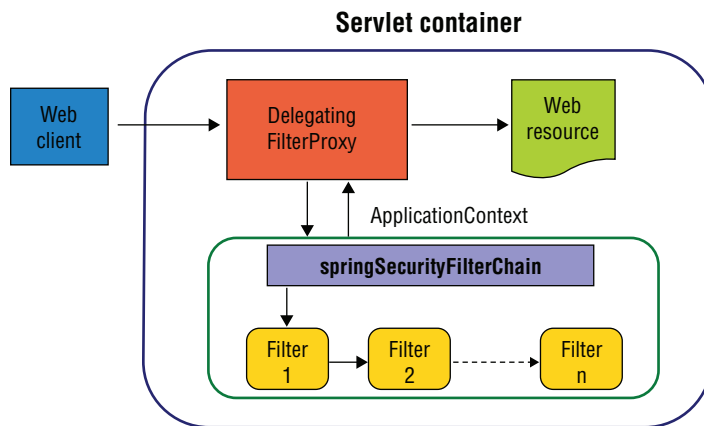 Servlet container
Web
client
Delegating
FilterProxy
Web
resource
ApplicationContext
springSecurityFilterChain
Filter
1
Filter
2
Filter
n